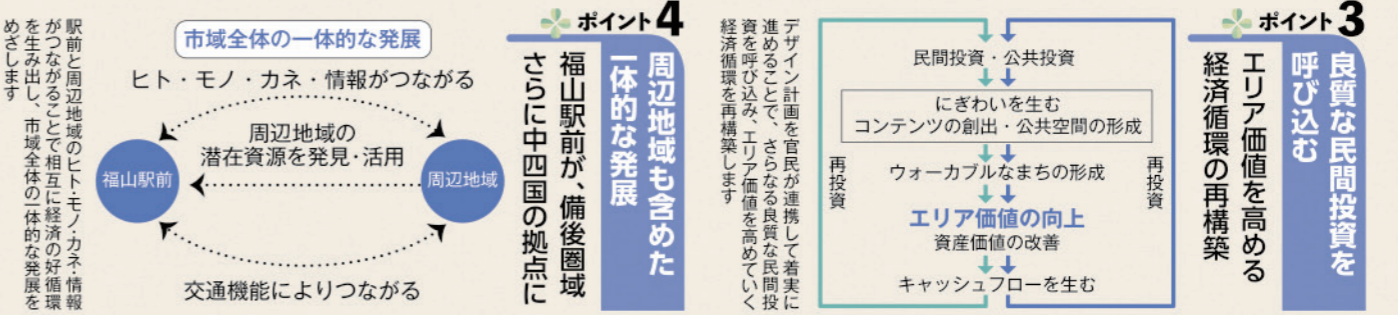 ポイント3
良質な民間投資を
呼び込む
エリア価値を高める
経済循環の再構築
民間投資・公共投資
にぎわいを生む
コンテンツの創出・公共空間の形成
ウォーカブルなまちの形成
エリア価値の向上
資産価値の改善
キャッシュフローを生む
再投資
再投資
デザイン計画を官民が連携して着実に
進めることで、さらなる良質な民間投
資を呼び込み、エリア価値を高めていく
経済循環を再構築します
ポイント4
周辺地域も含めた
一体的な発展
福山駅前が、備後圏域
さらに中四国の拠点に
市域全体の一体的な発展
ヒト・モノ・カネ・情報がつながる
周辺地域の
潜在資源を発見・活用
福山駅前
周辺地域
交通機能によりつながる
駅前と周辺地域のヒト・モノ・カネ・情報
がつながることで相互に経済の好循環
を生み出し、市域全体の一体的な発展を
めざします